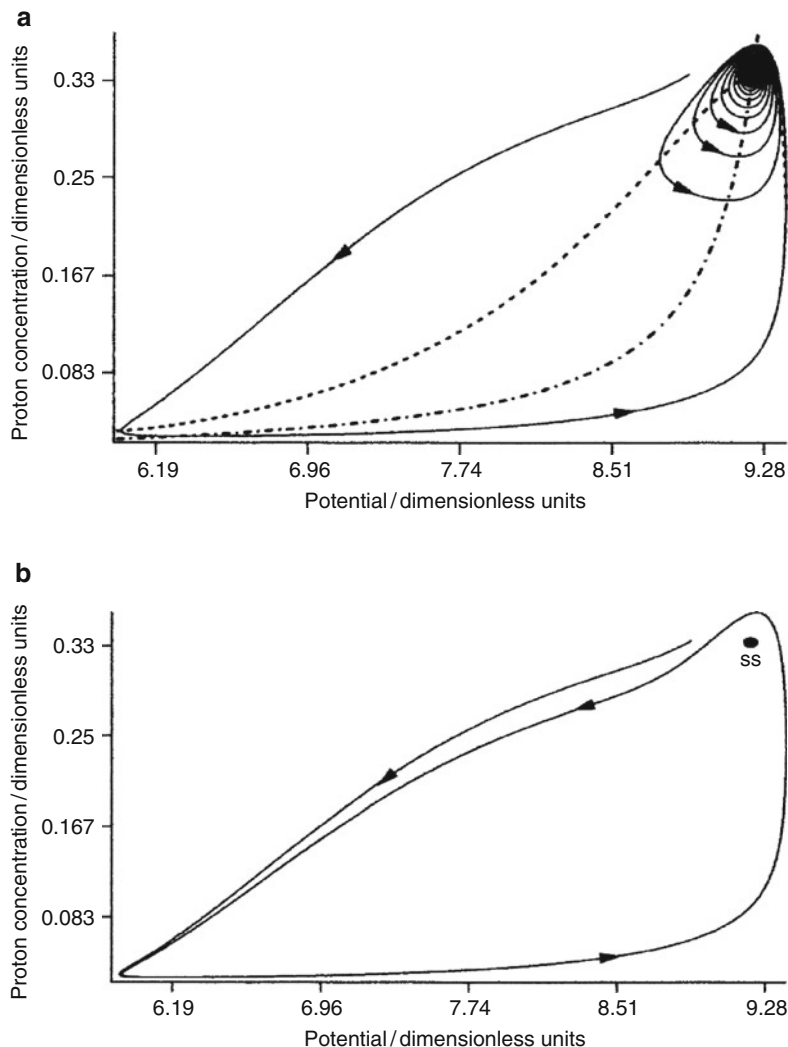 a
Proton concentration / dimensionless units
0.33
0.25
0.167
0.083
6.19
6.96
7.74
8.51
9.28
Potential / dimensionless units
b
Proton concentration / dimensionless units
0.33
0.25
0.167
0.083
ss
6.19
6.96
7.74
8.51
9.28
Potential / dimensionless units